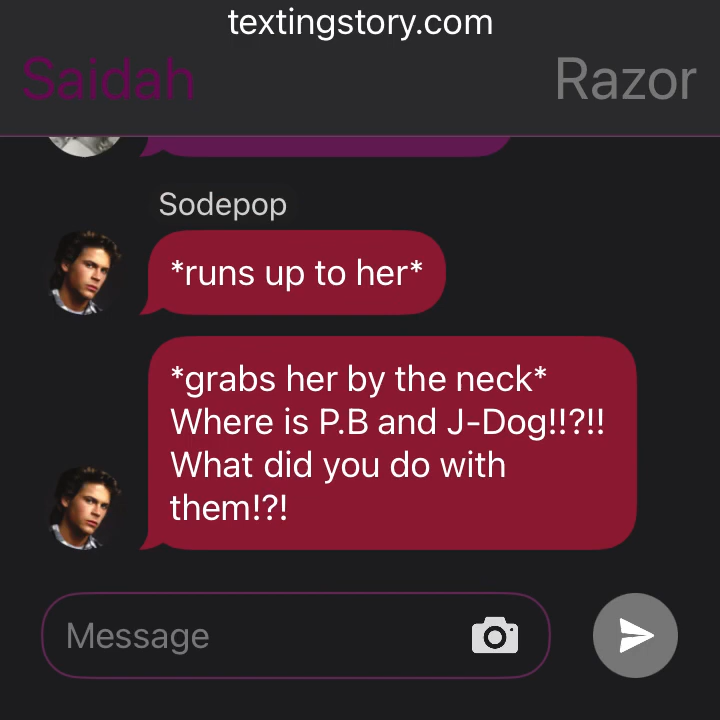 textingstory.com
Saidah
Razor
Sodepop
*runs up to her*
*grabs her by the neck*
Where is P.B and J-Dog!!?!!
What did you do with
them!?!
Message